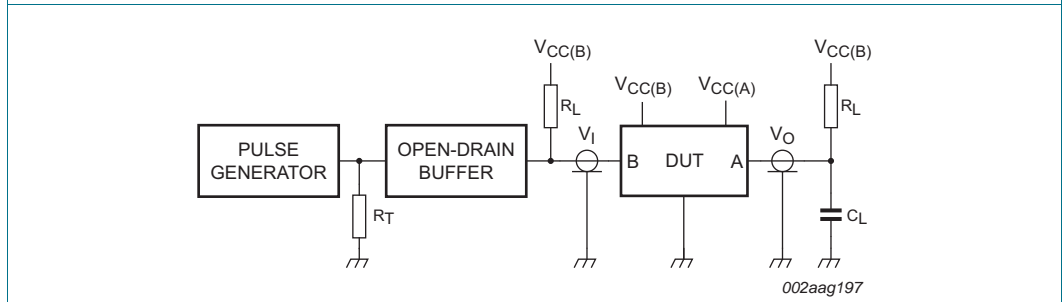 VCC(B)
VCC(B)
VCC(B)
VCC(A)
RL
RL
VI
VO
PULSE
GENERATOR
OPEN-DRAIN
BUFFER
B
DUT
A
RT
CL
002aag197